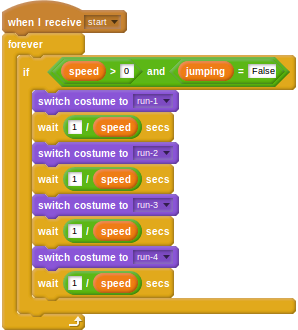 when I receive start
forever
if speed > 0 and jumping = False
switch costume to run-1
wait 1 / speed secs
switch costume to run-2
wait 1 / speed secs
switch costume to run-3
wait 1 / speed secs
switch costume to run-4
wait 1 / speed secs